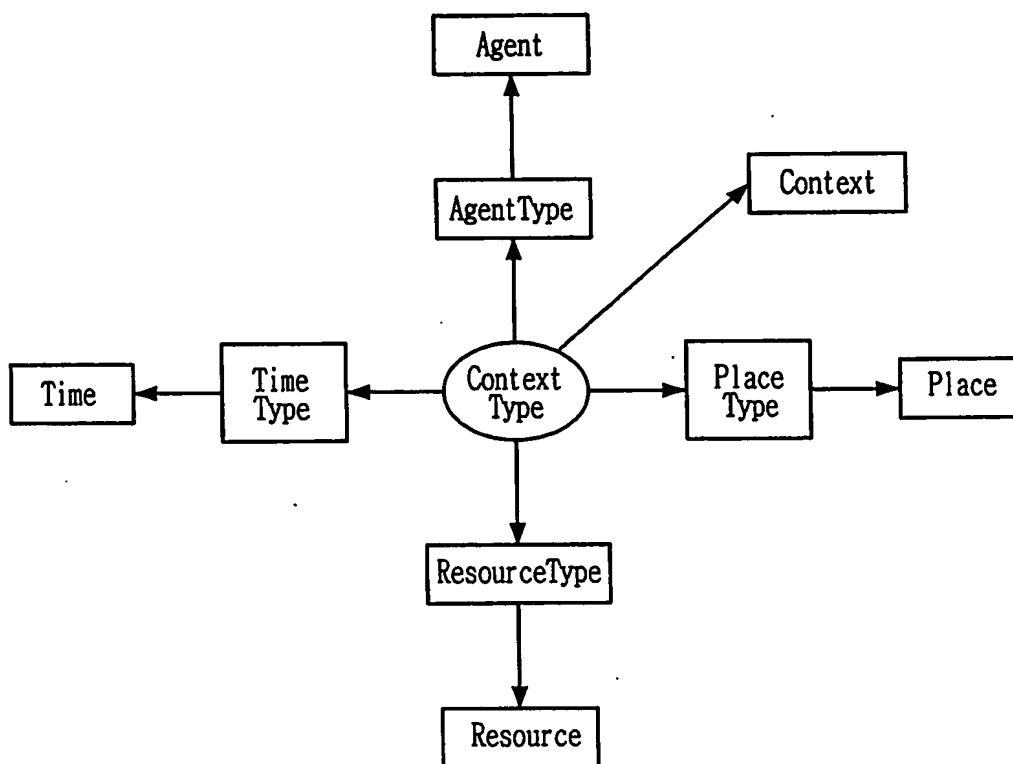 Agent
Context
AgentType
Time
Time
Type
Context
Type
Place
Type
Place
ResourceType
Resource